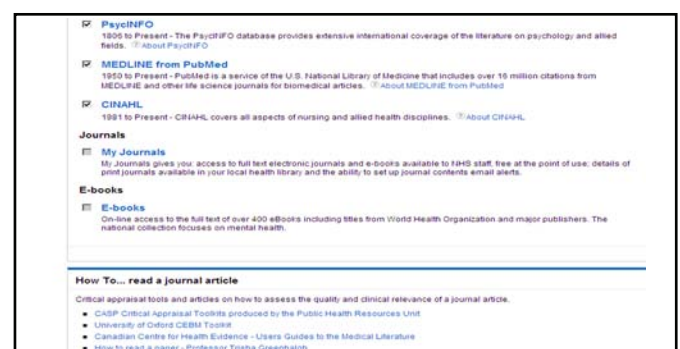 PsycINFO
1806 to Present - The PsycINFO database provides extensive international coverage of the literature on psychology and allied
fields. About PsycINFO
MEDLINE from PubMed
1950 to Present - PubMed is a service of the U.S. National Library of Medicine that includes over 16 million citations from
MEDLINE and other life science journals for biomedical articles. About MEDLINE from PubMed
CINAHL
1981 to Present - CINAHL covers all aspects of nursing and allied health disciplines. About CINAHL
Journals
My Journals
My Journals gives you: access to full text electronic journals and e-books available to NHS staff, free at the point of use; details of
print journals available in your local health library and the ability to set up journal contents email alerts.
E-books
E-books
On-line access to the full text of over 400 eBooks including titles from World Health Organization and major publishers. The
national collection focuses on mental health.
How To... read a journal article
Critical appraisal tools and articles on how to assess the quality and clinical relevance of a journal article.
CASP Critical Appraisal Toolkits produced by the Public Health Resources Unit
University of Oxford CEBM Toolkit
Canadian Centre for Health Evidence - Users Guides to the Medical Literature
How to read a paper - Professor Trisha Greenhalgh